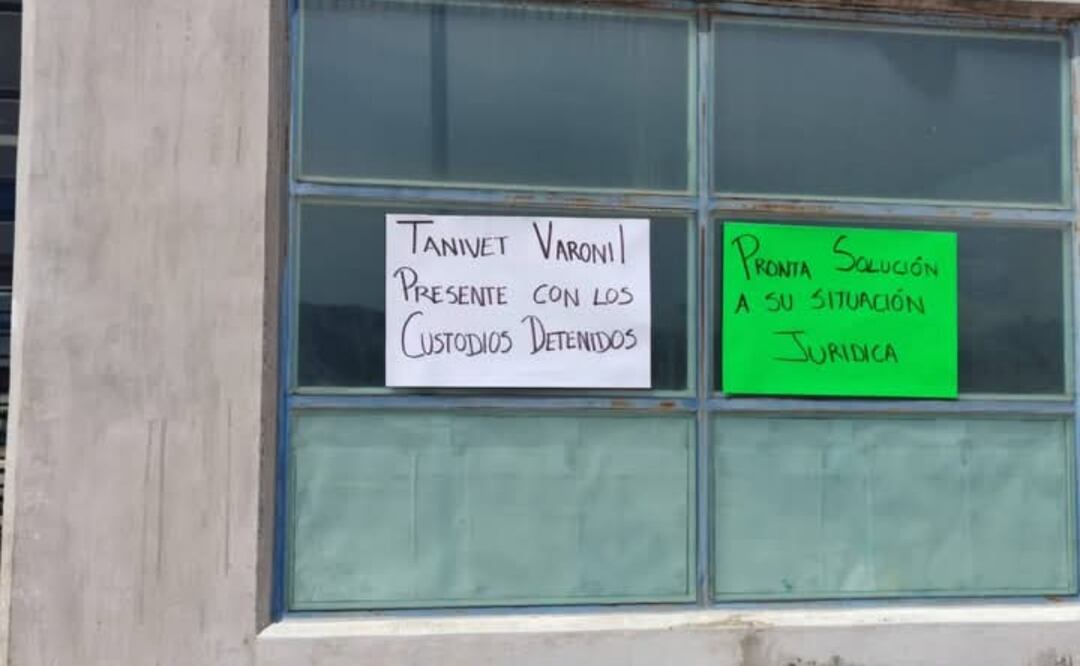 TANIVET VARONIL
PRESENTE CON LOS
CUSTODIOS DETENIDOS
PRONTA SOLUCIÓN
A SU SITUACIÓN
JURIDICA